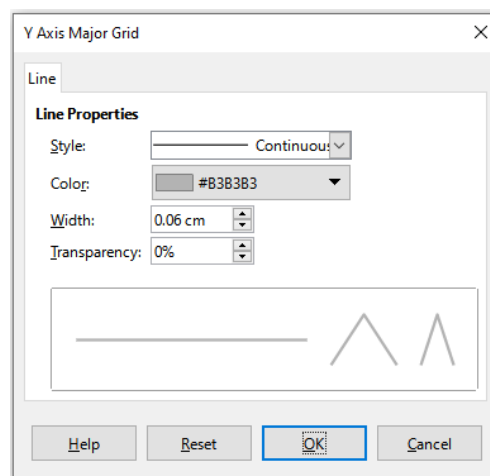 Y Axis Major Grid
Line
Line Properties
Style: Continuous
Color: #B3B3B3
Width: 0.06 cm
Transparency: 0%
Help Reset OK Cancel